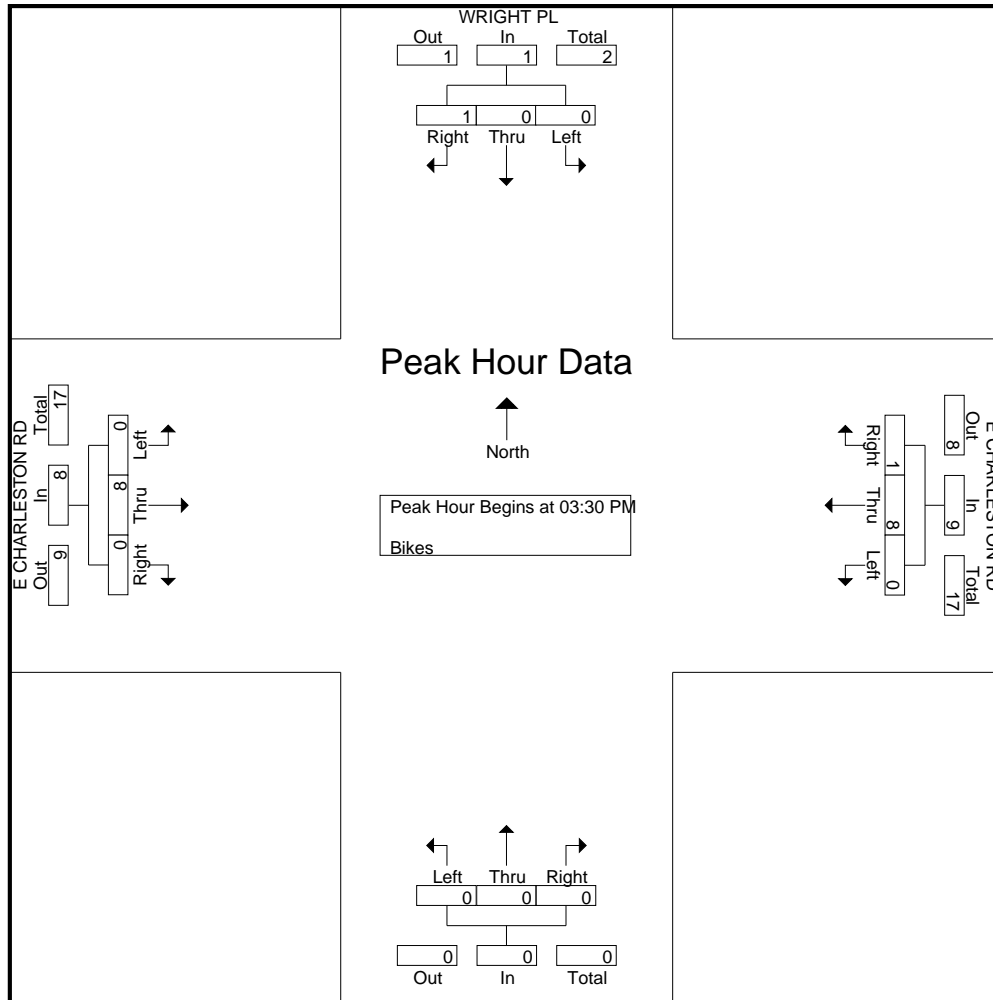 WRIGHT PL
Out In Total
1 1 2
1 0 0
Right Thru Left
Peak Hour Data
North
Peak Hour Begins at 03:30 PM
Bikes
E CHARLESTON RD
Out In Total
9 8 17
Right Thru Left
0 8 0
E CHARLESTON RD
Out In Total
8 9 17
Right Thru Left
1 8 0
Left Thru Right
0 0 0
0 0 0
Out In Total